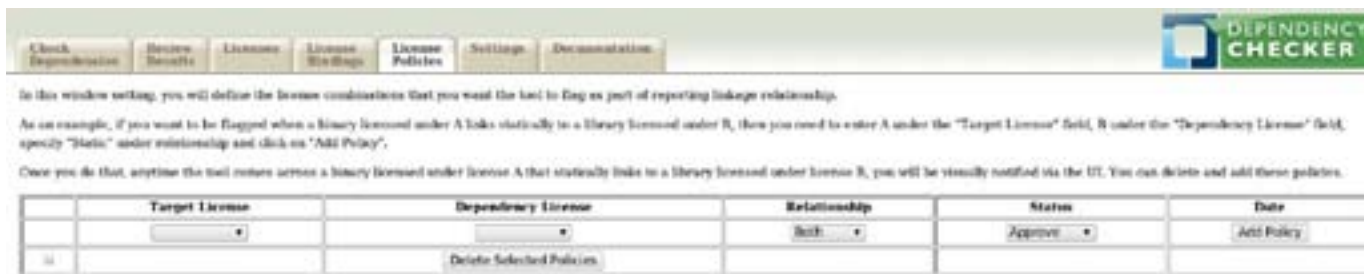 Check Dependencies
Review Results
Licenses
License Bindings
License Policies
Settings
Documentation
DEPENDENCY CHECKER
In this window setting, you will define the license combinations that you want the tool to flag as part of reporting linkage relationship.
As an example, if you want to be flagged when a binary licensed under A links statically to a library licensed under B, then you need to enter A under the "Target License" field, B under the "Dependency License" field,
specify "Static" under relationship and click on "Add Policy".
Once you do that, anytime the tool comes across a binary licensed under license A that statically links to a library licensed under license B, you will be visually notified via the UI. You can delete and add these policies.
Target License Dependency License Relationship Status Date
Both Approve Add Policy
Delete Selected Policies